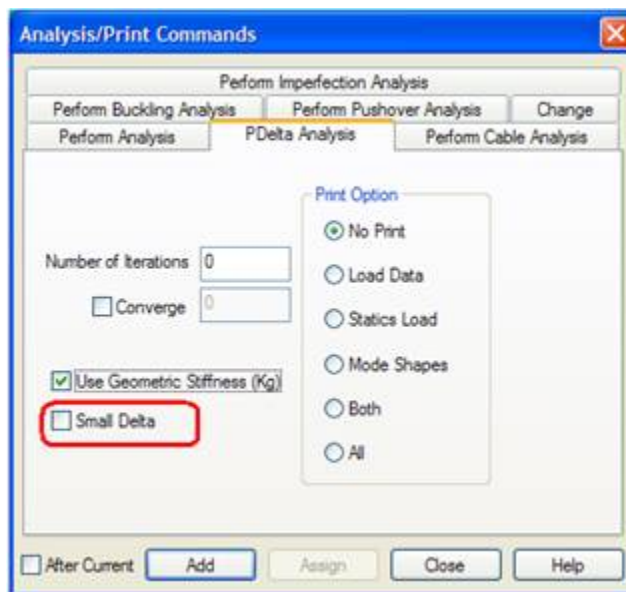 Analysis/Print Commands
Perform Imperfection Analysis
Perform Buckling Analysis Perform Pushover Analysis Change
Perform Analysis PDelta Analysis Perform Cable Analysis
Print Option
No Print
Number of Iterations 0
Load Data
Converge 0
Statics Load
Mode Shapes
Use Geometric Stiffness (Kg)
Both
Small Delta
All
After Current Add Assign Close Help